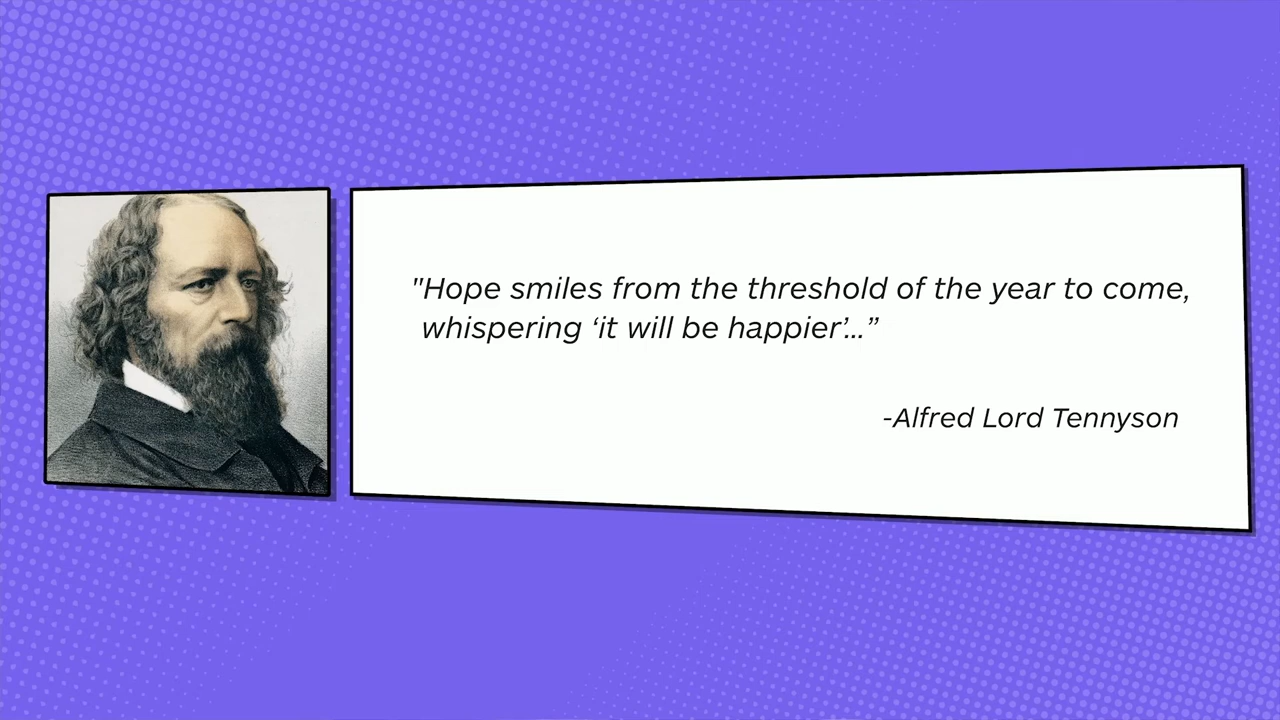 "Hope smiles from the threshold of the year to come,
whispering ‘it will be happier’...”
-Alfred Lord Tennyson